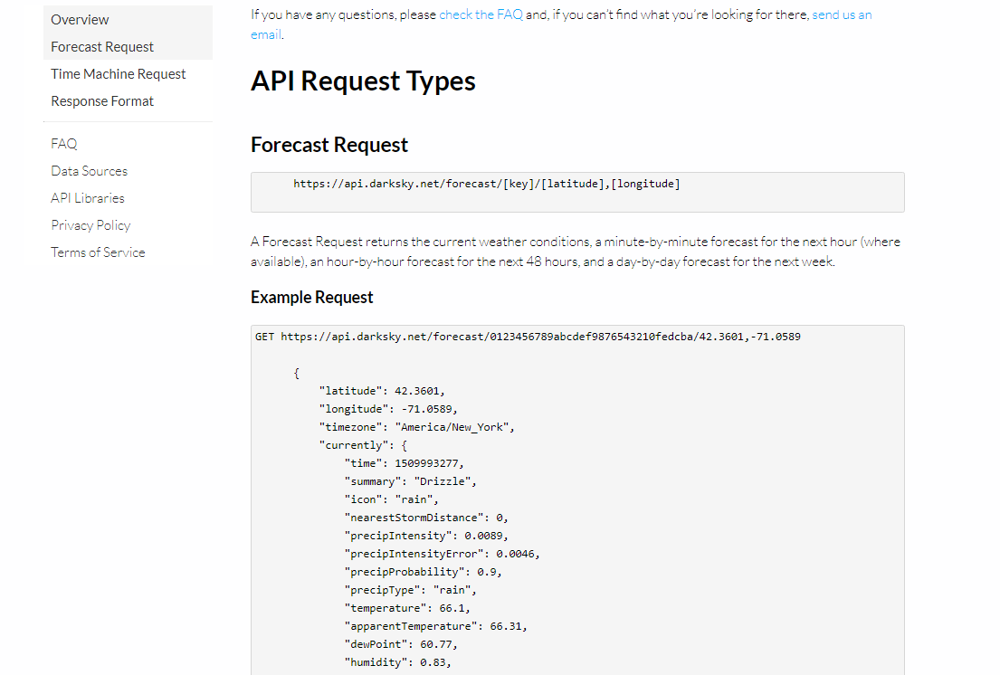 Overview
Forecast Request
Time Machine Request
Response Format
FAQ
Data Sources
API Libraries
Privacy Policy
Terms of Service
If you have any questions, please check the FAQ and, if you can't find what you're looking for there, send us an
email.
API Request Types
Forecast Request
https://api.darksky.net/forecast/[key]/[latitude],[longitude]
A Forecast Request returns the current weather conditions, a minute-by-minute forecast for the next hour (where
available), an hour-by-hour forecast for the next 48 hours, and a day-by-day forecast for the next week.
Example Request
GET https://api.darksky.net/forecast/0123456789abcdef9876543210fedcba/42.3601,-71.0589
{
"latitude": 42.3601,
"longitude": -71.0589,
"timezone": "America/New_York",
"currently": {
"time": 1509993277,
"summary": "Drizzle",
"icon": "rain",
"nearestStormDistance": 0,
"precipIntensity": 0.0089,
"precipIntensityError": 0.0046,
"precipProbability": 0.9,
"precipType": "rain",
"temperature": 66.1,
"apparentTemperature": 66.31,
"dewPoint": 60.77,
"humidity": 0.83,